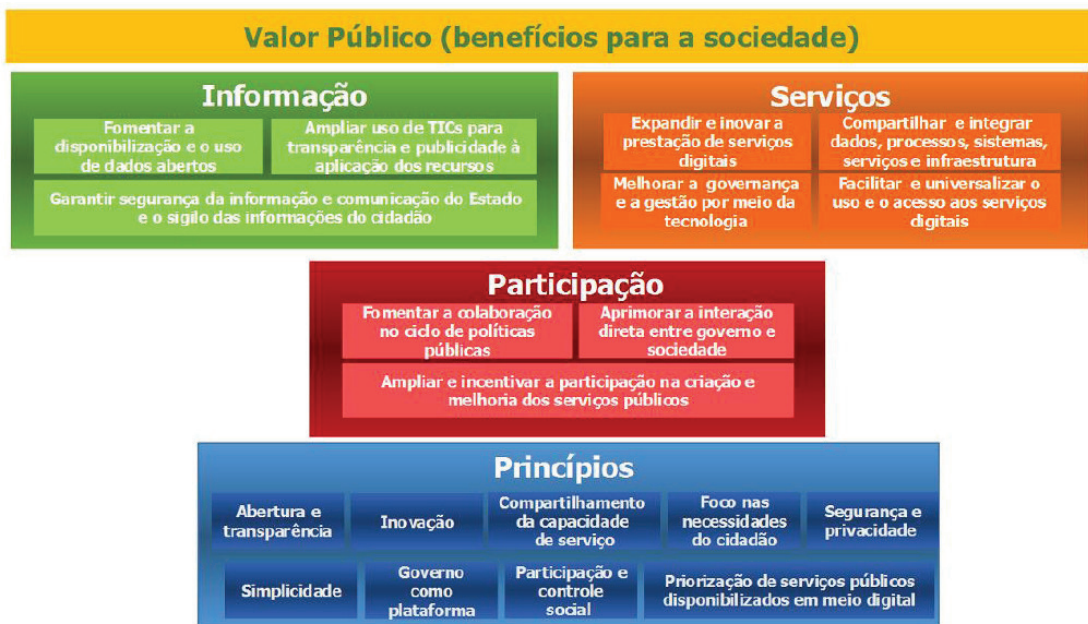 Valor Público (benefícios para a sociedade)
Informação
Fomentar a
disponibilização e o uso
de dados abertos
Ampliar uso de TICs para
transparência e publicidade à
aplicação dos recursos
Garantir segurança da informação e comunicação do Estado
e o sigilo das informações do cidadão
Serviços
Expandir e inovar a
prestação de serviços
digitais
Compartilhar e integrar
dados, processos, sistemas,
serviços e infraestrutura
Melhorar a governança
e a gestão por meio da
tecnologia
Facilitar e universalizar o
uso e o acesso aos serviços
digitais
Participação
Fomentar a colaboração
no ciclo de políticas
públicas
Aprimorar a interação
direta entre governo e
sociedade
Ampliar e incentivar a participação na criação e
melhoria dos serviços públicos
Princípios
Abertura e
transparência
Inovação
Compartilhamento
da capacidade
de serviço
Foco nas
necessidades
do cidadão
Segurança e
privacidade
Simplicidade
Governo
como
plataforma
Participação e
controle
social
Priorização de serviços públicos
disponibilizados em meio digital